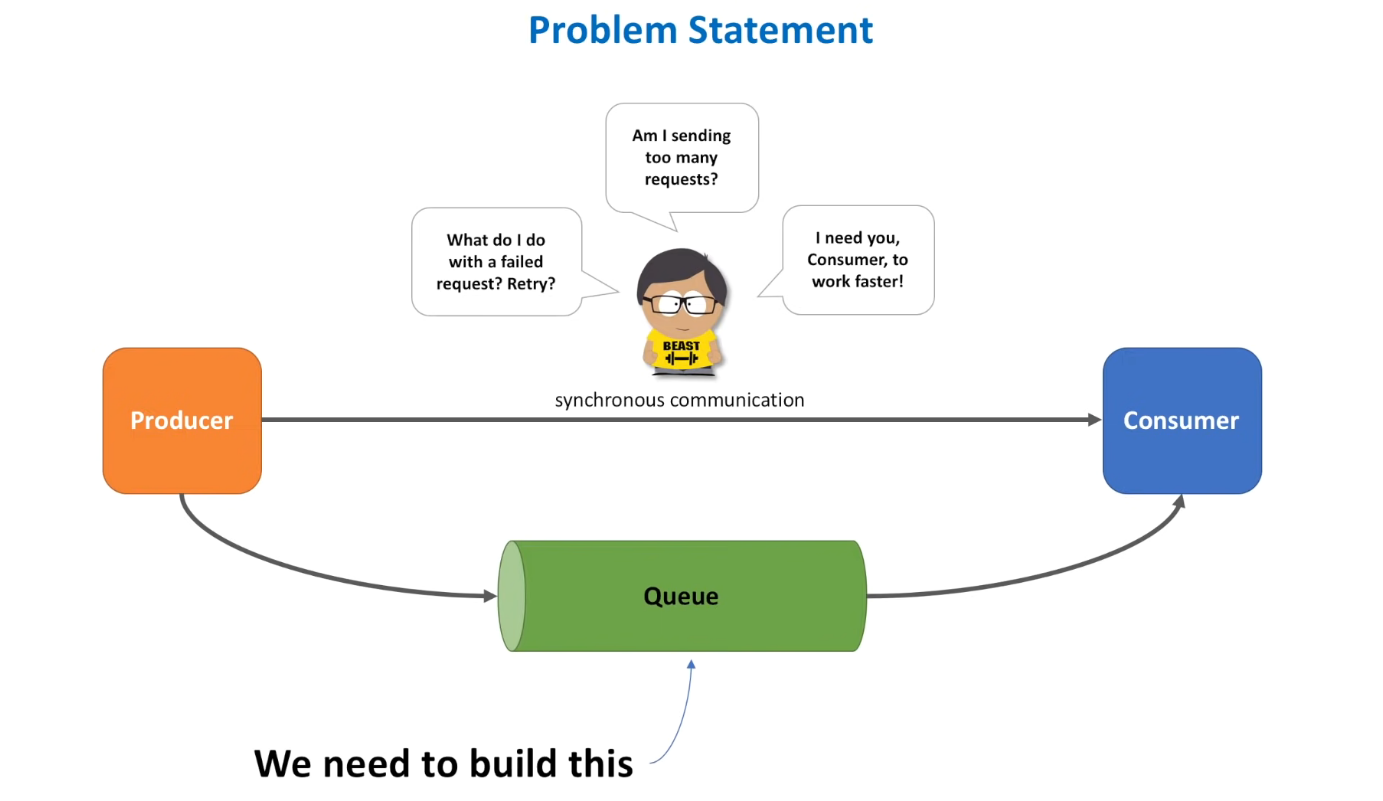 Problem Statement
Am I sending
too many
requests?
What do I do
with a failed
request? Retry?
I need you,
Consumer, to
work faster!
BEAST
synchronous communication
Producer
Consumer
Queue
We need to build this